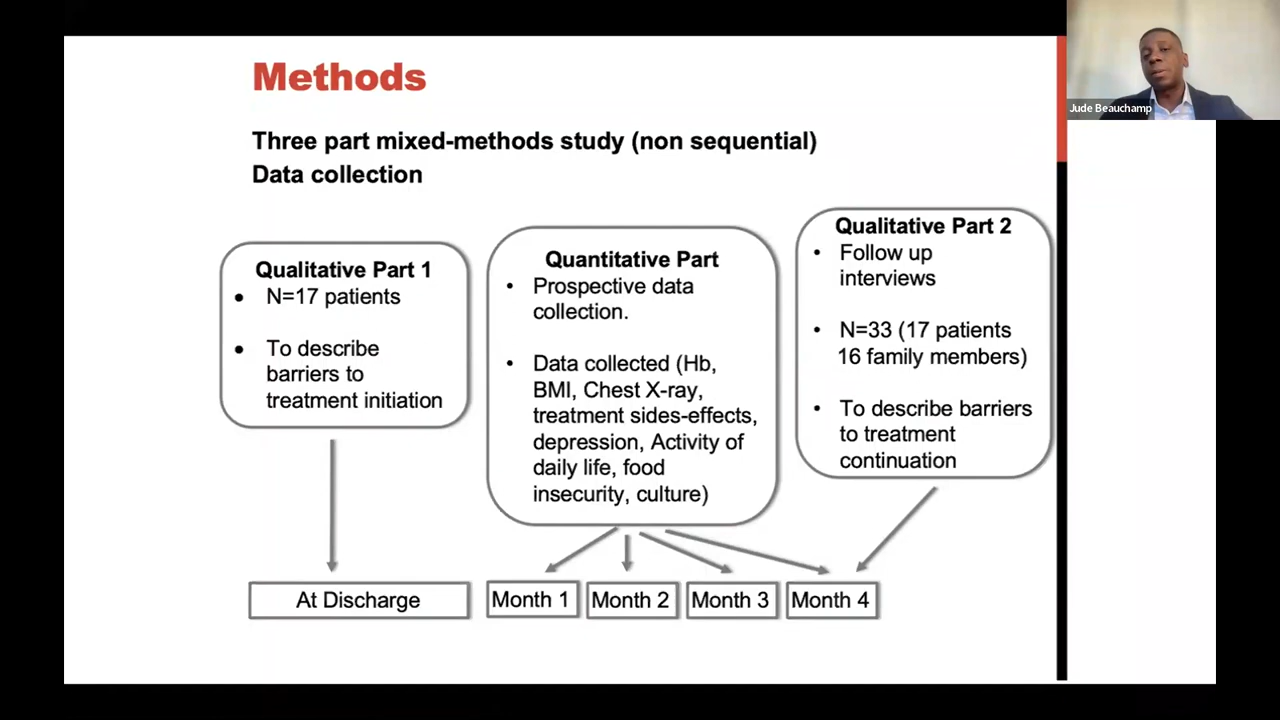 Methods
Jude Beauchamp
Three part mixed-methods study (non sequential)
Data collection
Qualitative Part 1
• N=17 patients
• To describe
barriers to
treatment initiation
Quantitative Part
• Prospective data
collection.
• Data collected (Hb,
BMI, Chest X-ray,
treatment sides-effects,
depression, Activity of
daily life, food
insecurity, culture)
Qualitative Part 2
• Follow up
interviews
• N=33 (17 patients
16 family members)
• To describe barriers
to treatment
continuation
At Discharge
Month 1
Month 2
Month 3
Month 4